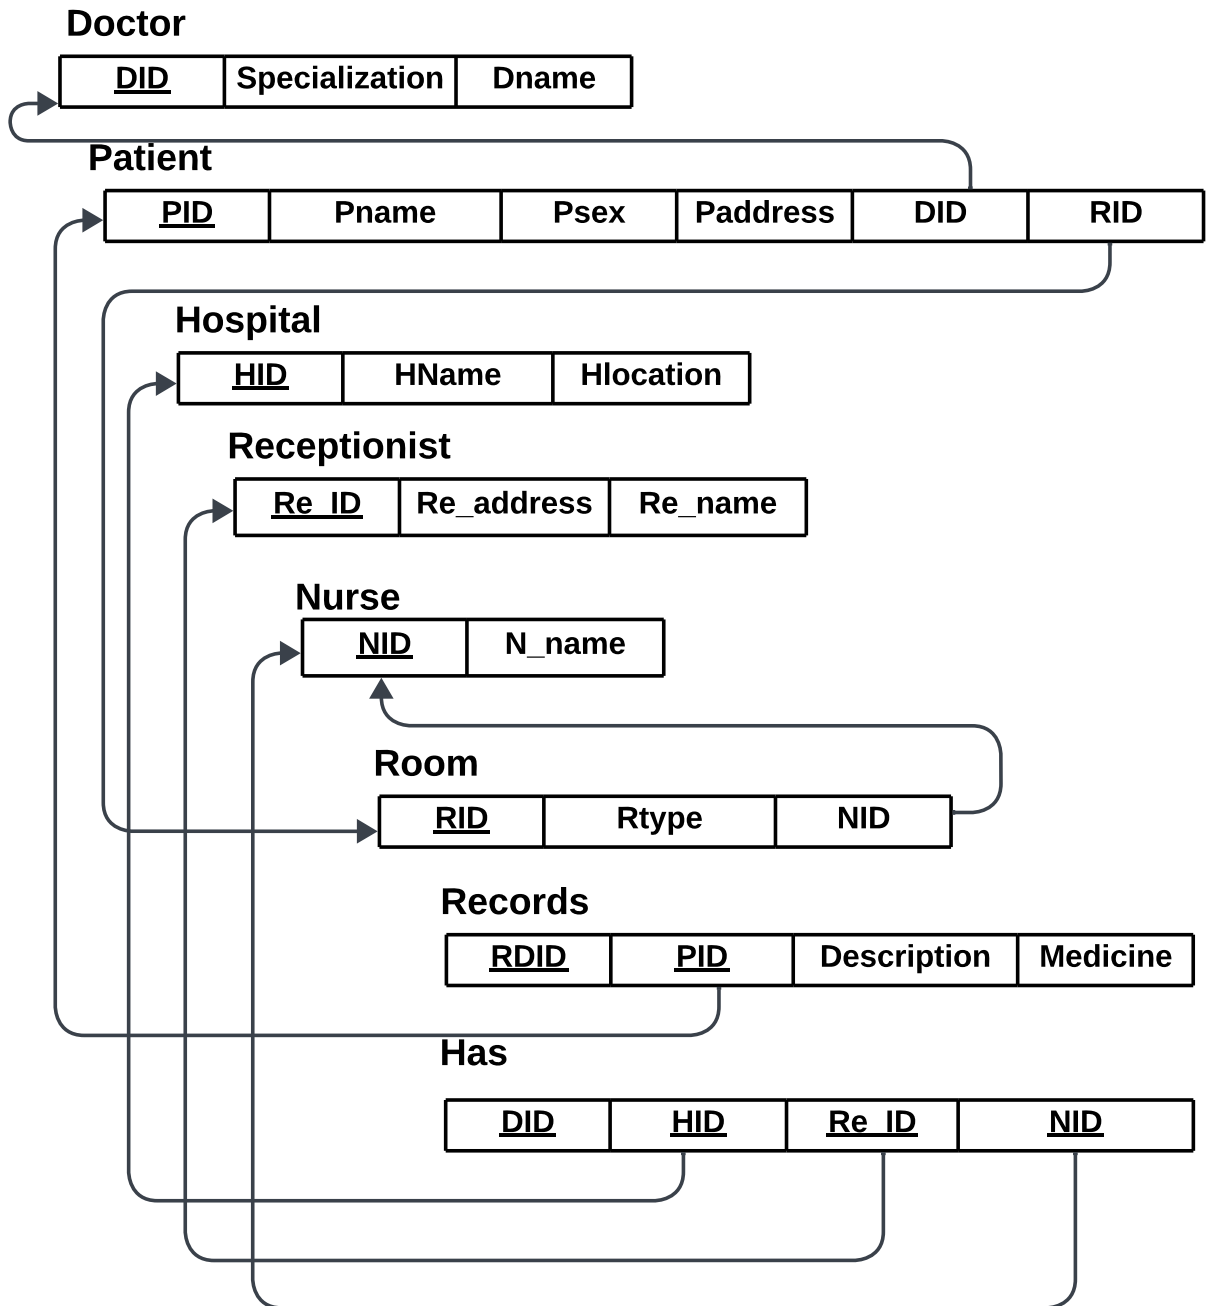 Doctor
DID Specialization Dname
Patient
PID Pname Psex Paddress DID RID
Hospital
HID HName Hlocation
Receptionist
Re_ID Re_address Re_name
Nurse
NID N_name
Room
RID Rtype NID
Records
RDID PID Description Medicine
Has
DID HID Re_ID NID